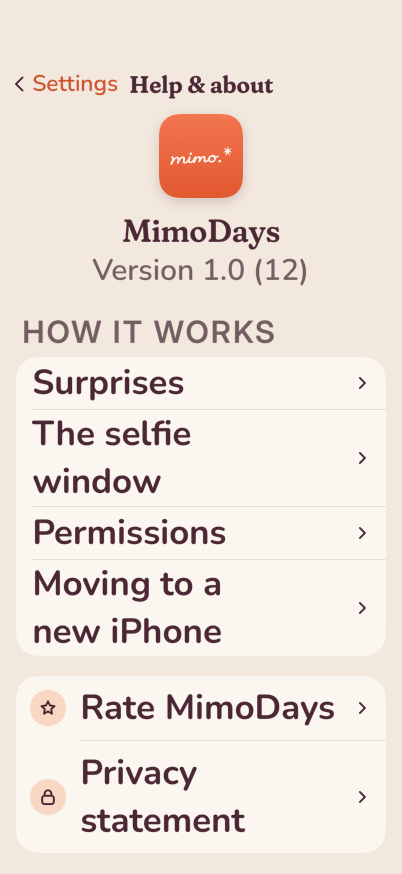 Settings Help & about
mimo.*
MimoDays
Version 1.0 (12)
HOW IT WORKS
Surprises
The selfie
window
Permissions
Moving to a
new iPhone
Rate MimoDays
Privacy
statement